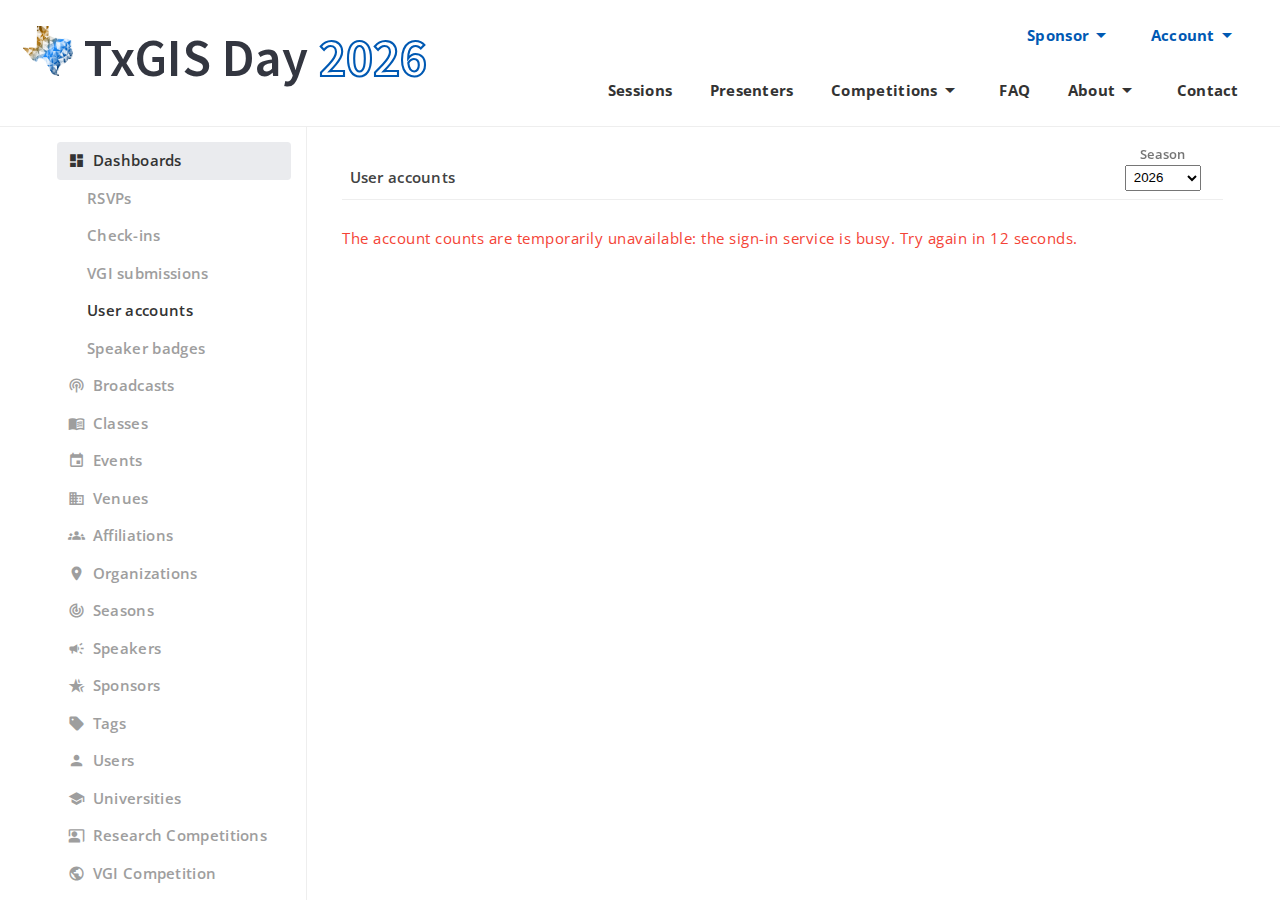 TxGIS Day 2026
Sponsor
Account
Sessions
Presenters
Competitions
FAQ
About
Contact
Dashboards
RSVPs
Check-ins
VGI submissions
User accounts
Speaker badges
Broadcasts
Classes
Events
Venues
Affiliations
Organizations
Seasons
Speakers
Sponsors
Tags
Users
Universities
Research Competitions
VGI Competition
User accounts
Season
2026
The account counts are temporarily unavailable: the sign-in service is busy. Try again in 12 seconds.